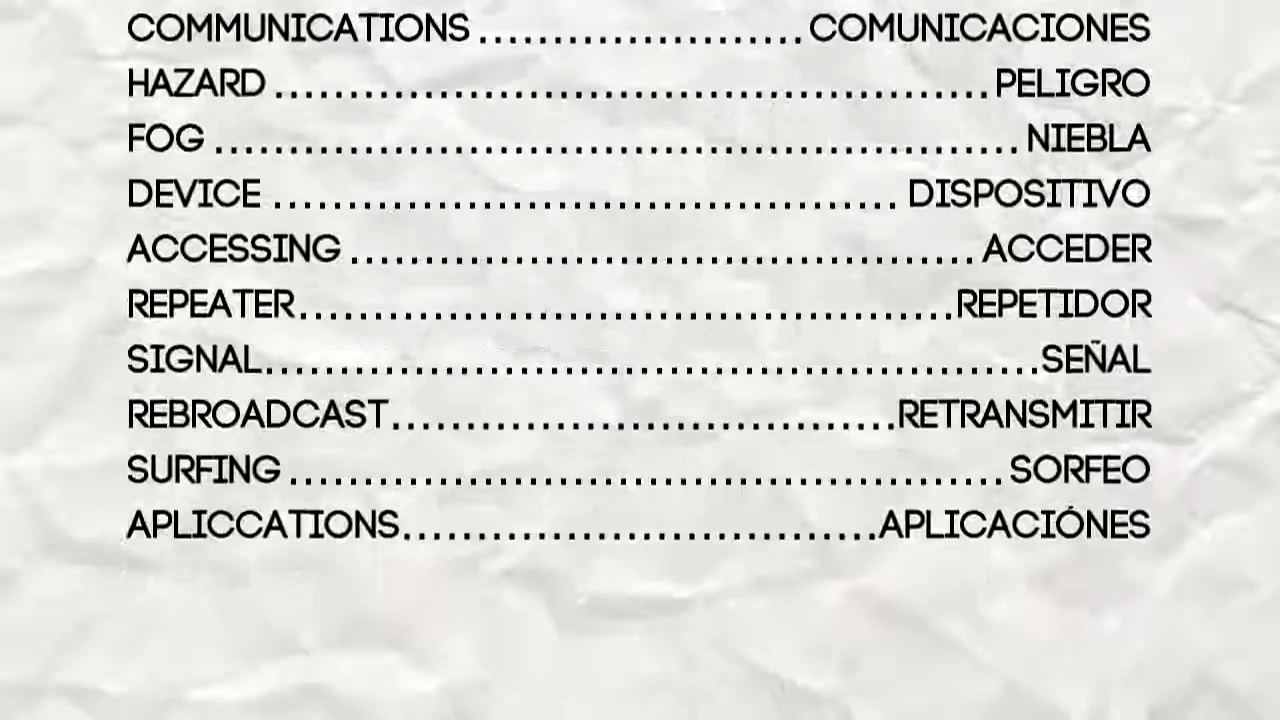 COMMUNICATIONS ......................COMUNICACIONES
HAZARD ................................................PELIGRO
FOG ...................................................... NIEBLA
DEVICE .......................................... DISPOSITIVO
ACCESSING .......................................... ACCEDER
REPEATER............................................REPETIDOR
SIGNAL....................................................SEÑAL
REBROADCAST..................................RETRANSMITIR
SURFING ................................................ SORFEO
APLICCATIONS................................APLICACIÓNES